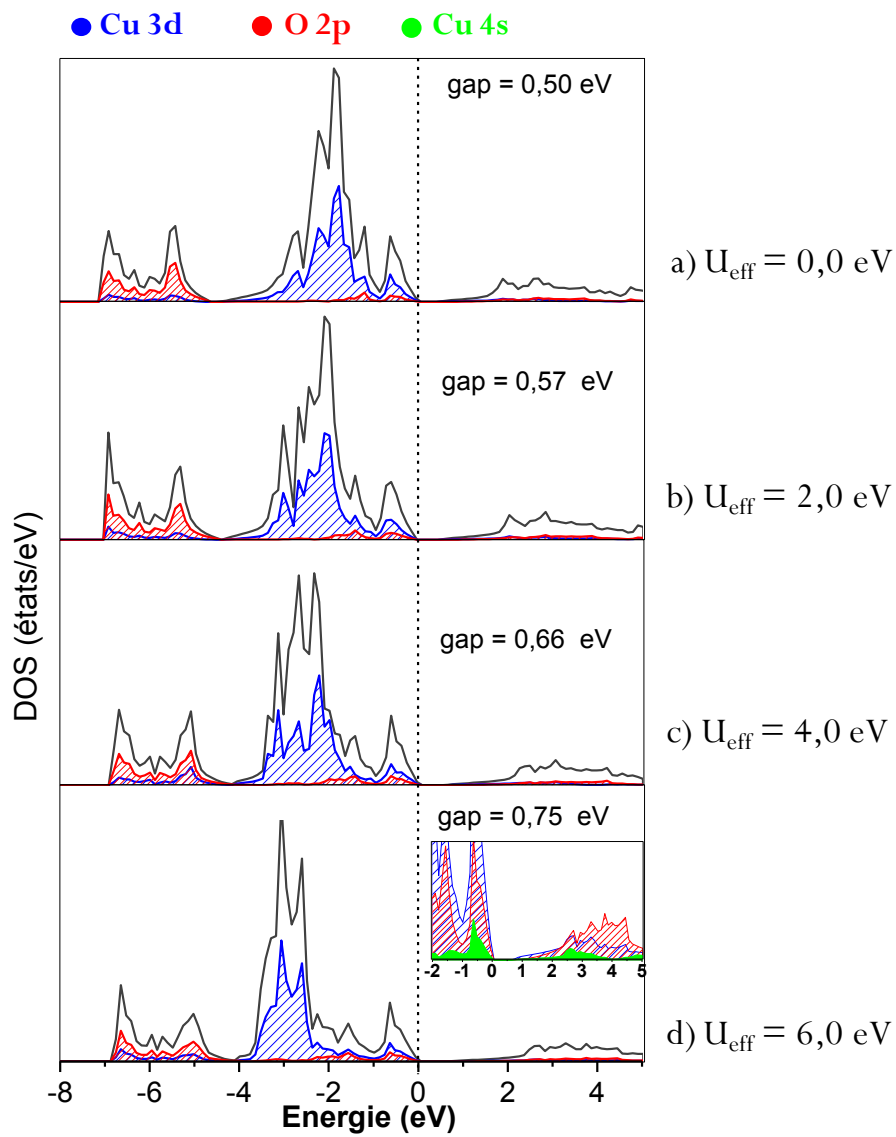 Cu 3d O 2p Cu 4s
gap = 0,50 eV
a) Ueff = 0,0 eV
gap = 0,57 eV
b) Ueff = 2,0 eV
DOS (états/eV)
gap = 0,66 eV
c) Ueff = 4,0 eV
gap = 0,75 eV
-2 -1 0 1 2 3 4 5
d) Ueff = 6,0 eV
-8 -6 -4 -2 0 2 4
Energie (eV)